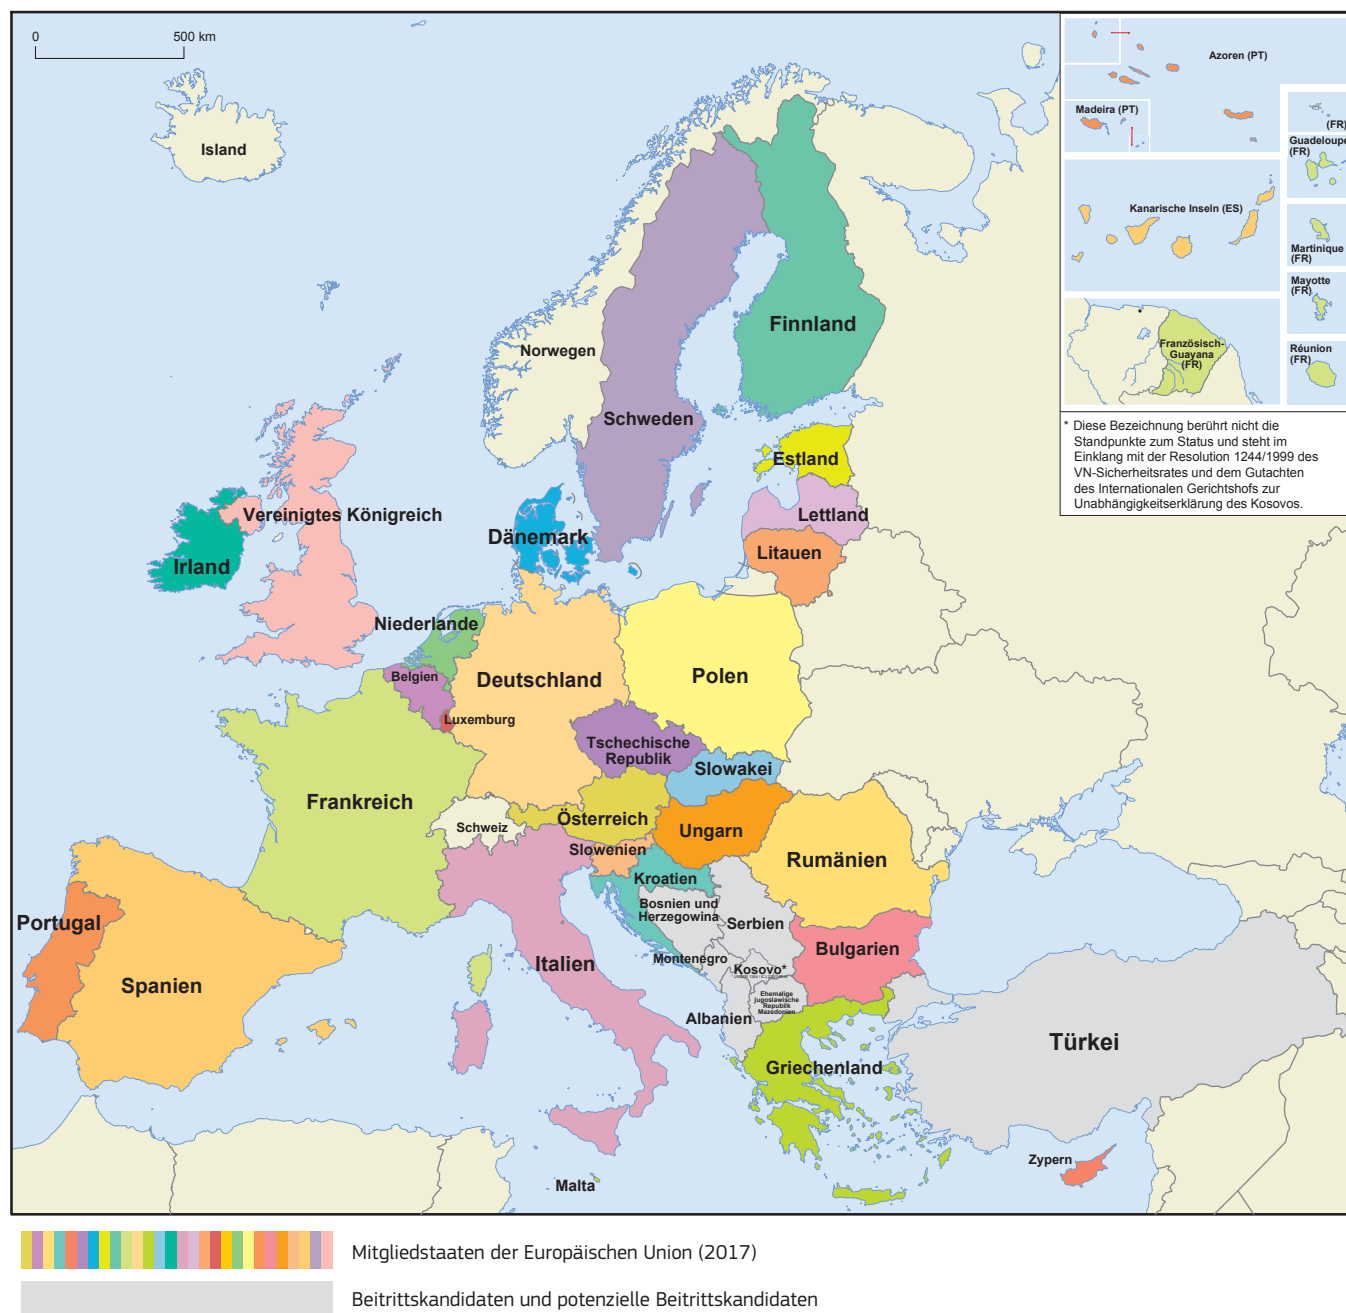 0
500 km
Azoren (PT)
Madeira (PT)
(FR)
Guadeloupe
(FR)
Island
Kanarische Inseln (ES)
Martinique
(FR)
Mayotte
(FR)
Finnland
Französisch-
Guayana
(FR)
Réunion
(FR)
Norwegen
Schweden
* Diese Bezeichnung berührt nicht die
Standpunkte zum Status und steht im
Einklang mit der Resolution 1244/1999 des
VN-Sicherheitsrates und dem Gutachten
des Internationalen Gerichtshofs zur
Unabhängigkeitserklärung des Kosovos.
Estland
Vereinigtes Königreich
Lettland
Dänemark
Litauen
Irland
Niederlande
Belgien
Deutschland
Polen
Luxemburg
Tschechische
Republik
Slowakei
Frankreich
Österreich
Schweiz
Ungarn
Slowenien
Rumänien
Kroatien
Bosnien und
Herzegowina
Portugal
Serbien
Bulgarien
Montenegro
Italien
Kosovo*
Spanien
Ehemalige
jugoslawische
Republik
Mazedonien
Albanien
Türkei
Griechenland
Zypern
Malta
Mitgliedstaaten der Europäischen Union (2017)
Beitrittskandidaten und potenzielle Beitrittskandidaten